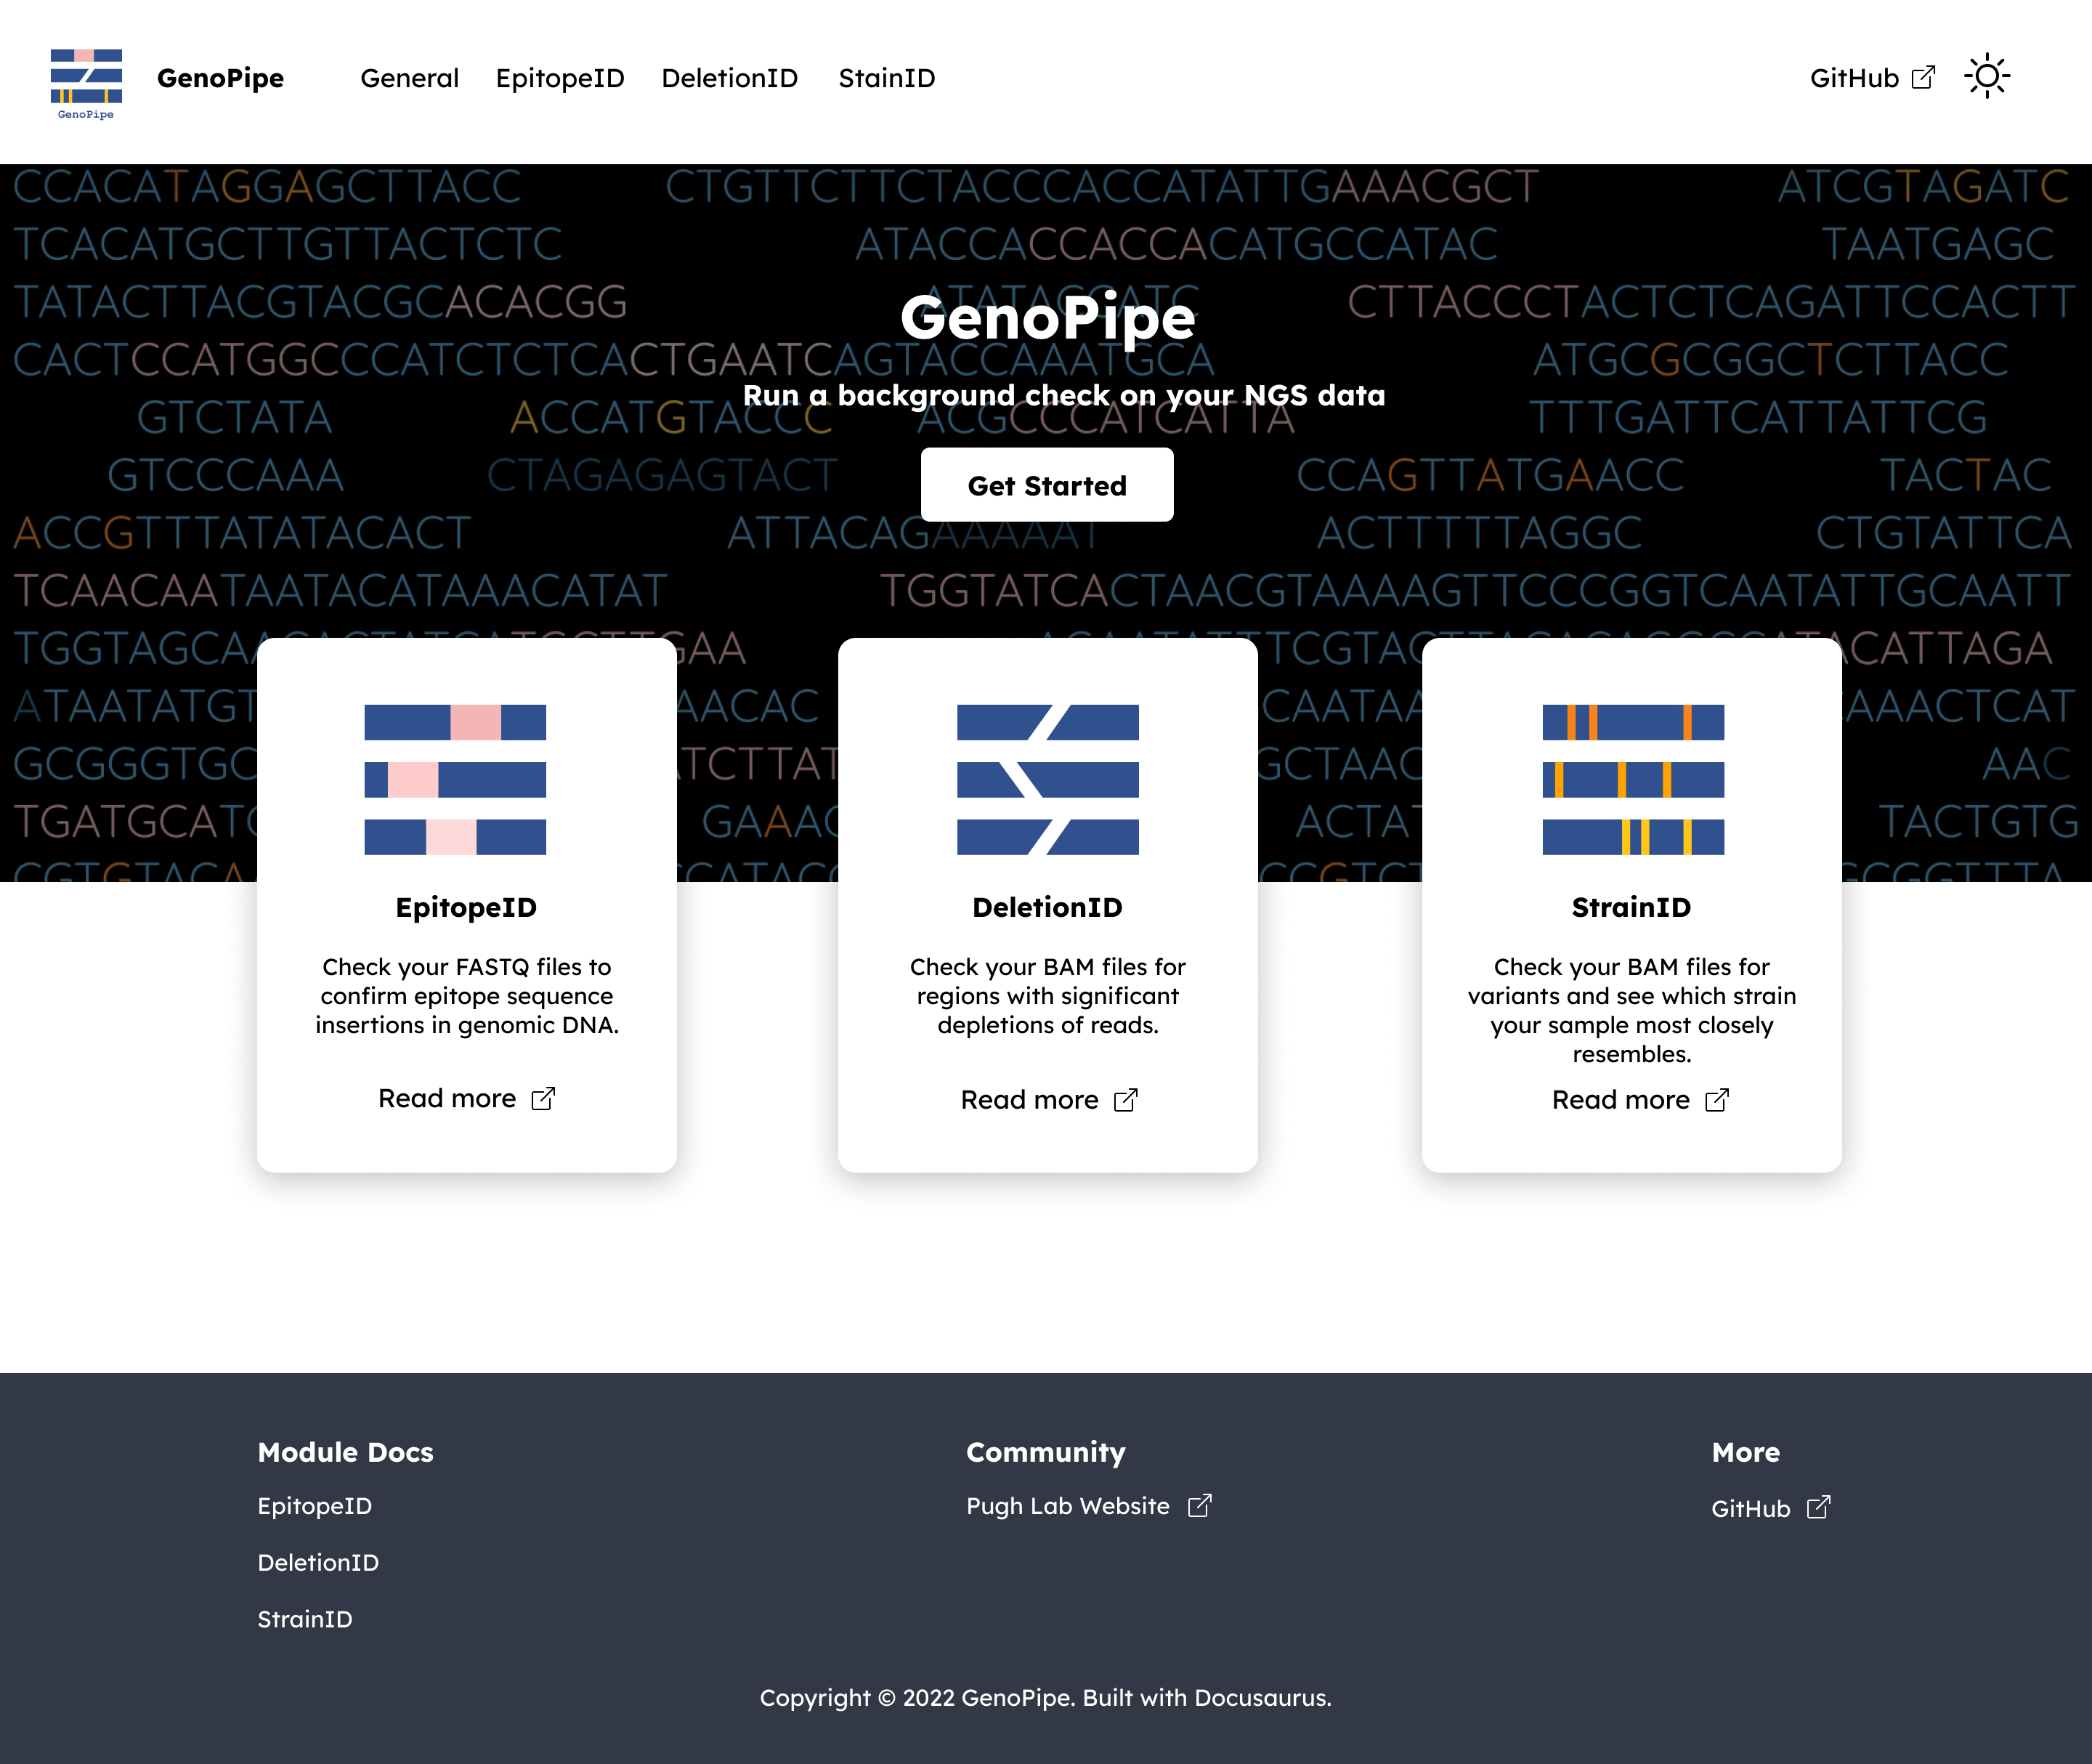 GenoPipe
GenoPipe General EpitopeID DeletionID StainID GitHub
CCACATAGGAGCTTACC CTGTTCTTCTACCCACCATATTGAAACGCT ATCGTAGATC
TCACATGCTTGTTACTCTC ATACCACCACCACATGCCATAC TAATGAGC
TATACTTACGTACGCACACGG CTTACCCTACTCTCAGATTCCACTT
GenoPipe
CACTCCATGGCCCATCTCTCACTGAATCAGTACCAAATGCA ATGCGCGGCTCTTACC
Run a background check on your NGS data
GTCTATA ACCATGTACCC ACGCCCATCATTA TTTGATTCATTATTCG
GTCCCAAA CTAGAGAGTACT CCAGTTATGAACC TACTAC
Get Started
ACCGTTTATATACACT ATTACAGAAAAAT ACTTTTTAGGC CTGTATTCA
TCAACAATAATACATAAACATAT TGGTATCACTAACGTAAAAGTTCCCGGTCAATATTGCAATT
EpitopeID
Check your FASTQ files to
confirm epitope sequence
insertions in genomic DNA.
Read more
DeletionID
Check your BAM files for
regions with significant
depletions of reads.
Read more
StrainID
Check your BAM files for
variants and see which strain
your sample most closely
resembles.
Read more
Module Docs
EpitopeID
DeletionID
StrainID
Community
Pugh Lab Website
More
GitHub
Copyright © 2022 GenoPipe. Built with Docusaurus.